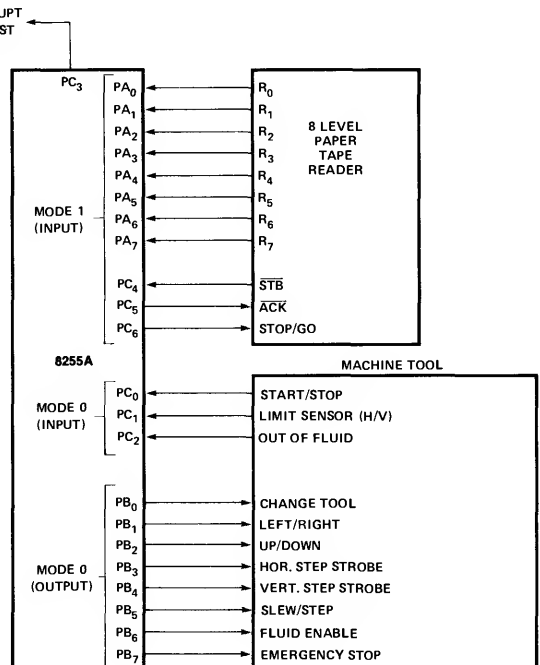 UPT
ST
PC3
PA0 R0
PA1 R1
PA2 R2
PA3 R3
PA4 R4
PA5 R5
PA6 R6
PA7 R7
8 LEVEL
PAPER
TAPE
READER
MODE 1
(INPUT)
PC4 STB
PC5 ACK
PC6 STOP/GO
8255A
MACHINE TOOL
MODE 0
(INPUT)
PC0 START/STOP
PC1 LIMIT SENSOR (H/V)
PC2 OUT OF FLUID
MODE 0
(OUTPUT)
PB0 CHANGE TOOL
PB1 LEFT/RIGHT
PB2 UP/DOWN
PB3 HOR. STEP STROBE
PB4 VERT. STEP STROBE
PB5 SLEW/STEP
PB6 FLUID ENABLE
PB7 EMERGENCY STOP